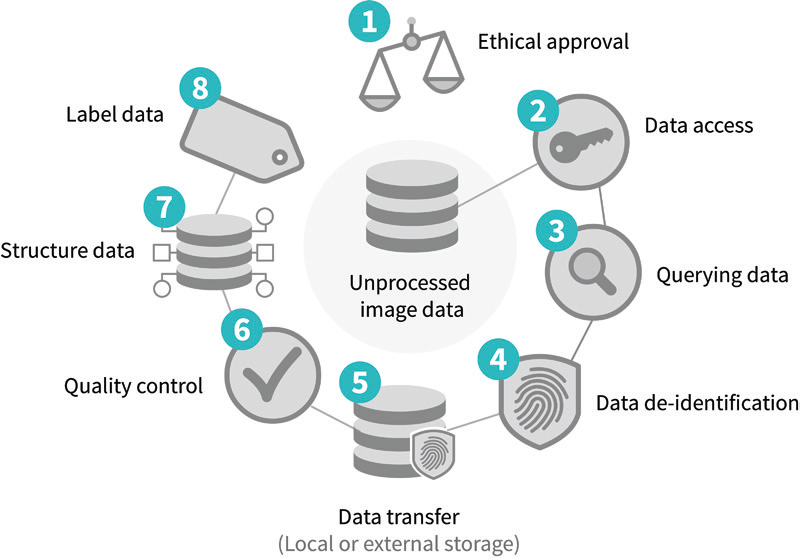 1
Ethical approval
2
Data access
3
Querying data
4
Data de-identification
5
Data transfer
(Local or external storage)
6
Quality control
7
Structure data
8
Label data
Unprocessed
image data